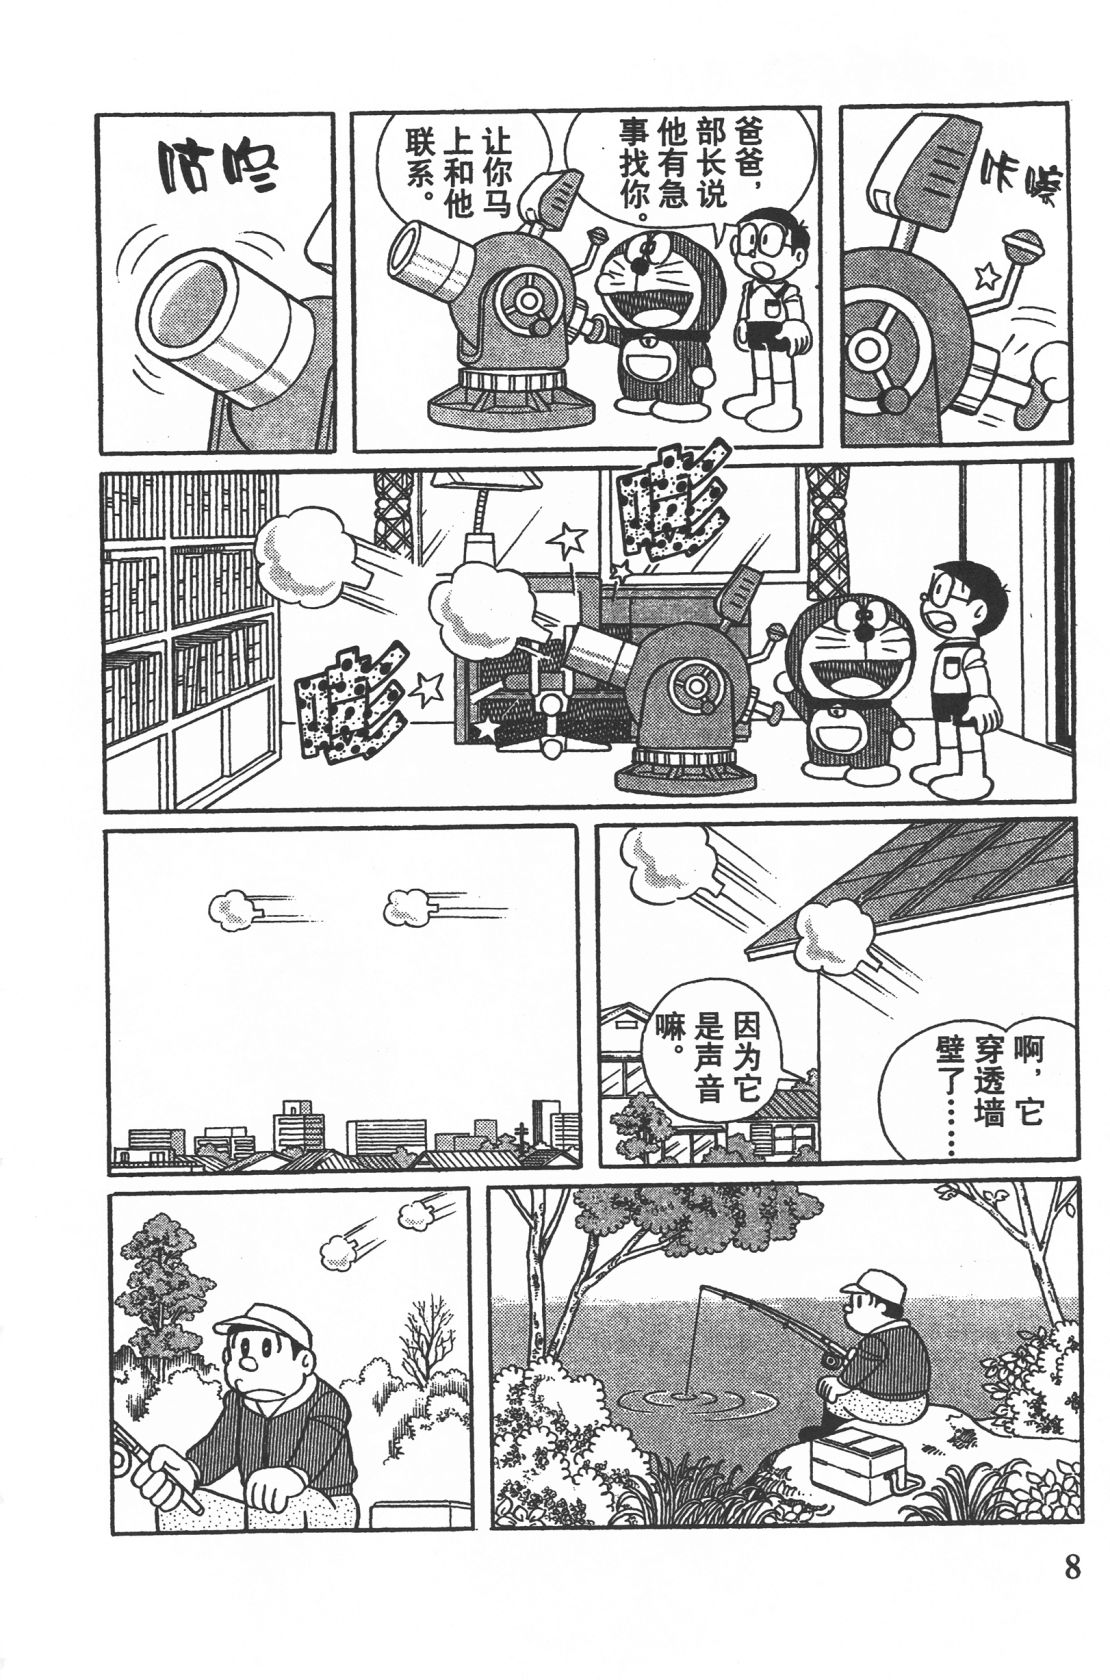 咔嚓
爸爸，
部长说
他有急
事找你。
让你马
上和他
联系。
咕咚
啊，它
穿透墙
壁了……
因为它
是声音
嘛。
8